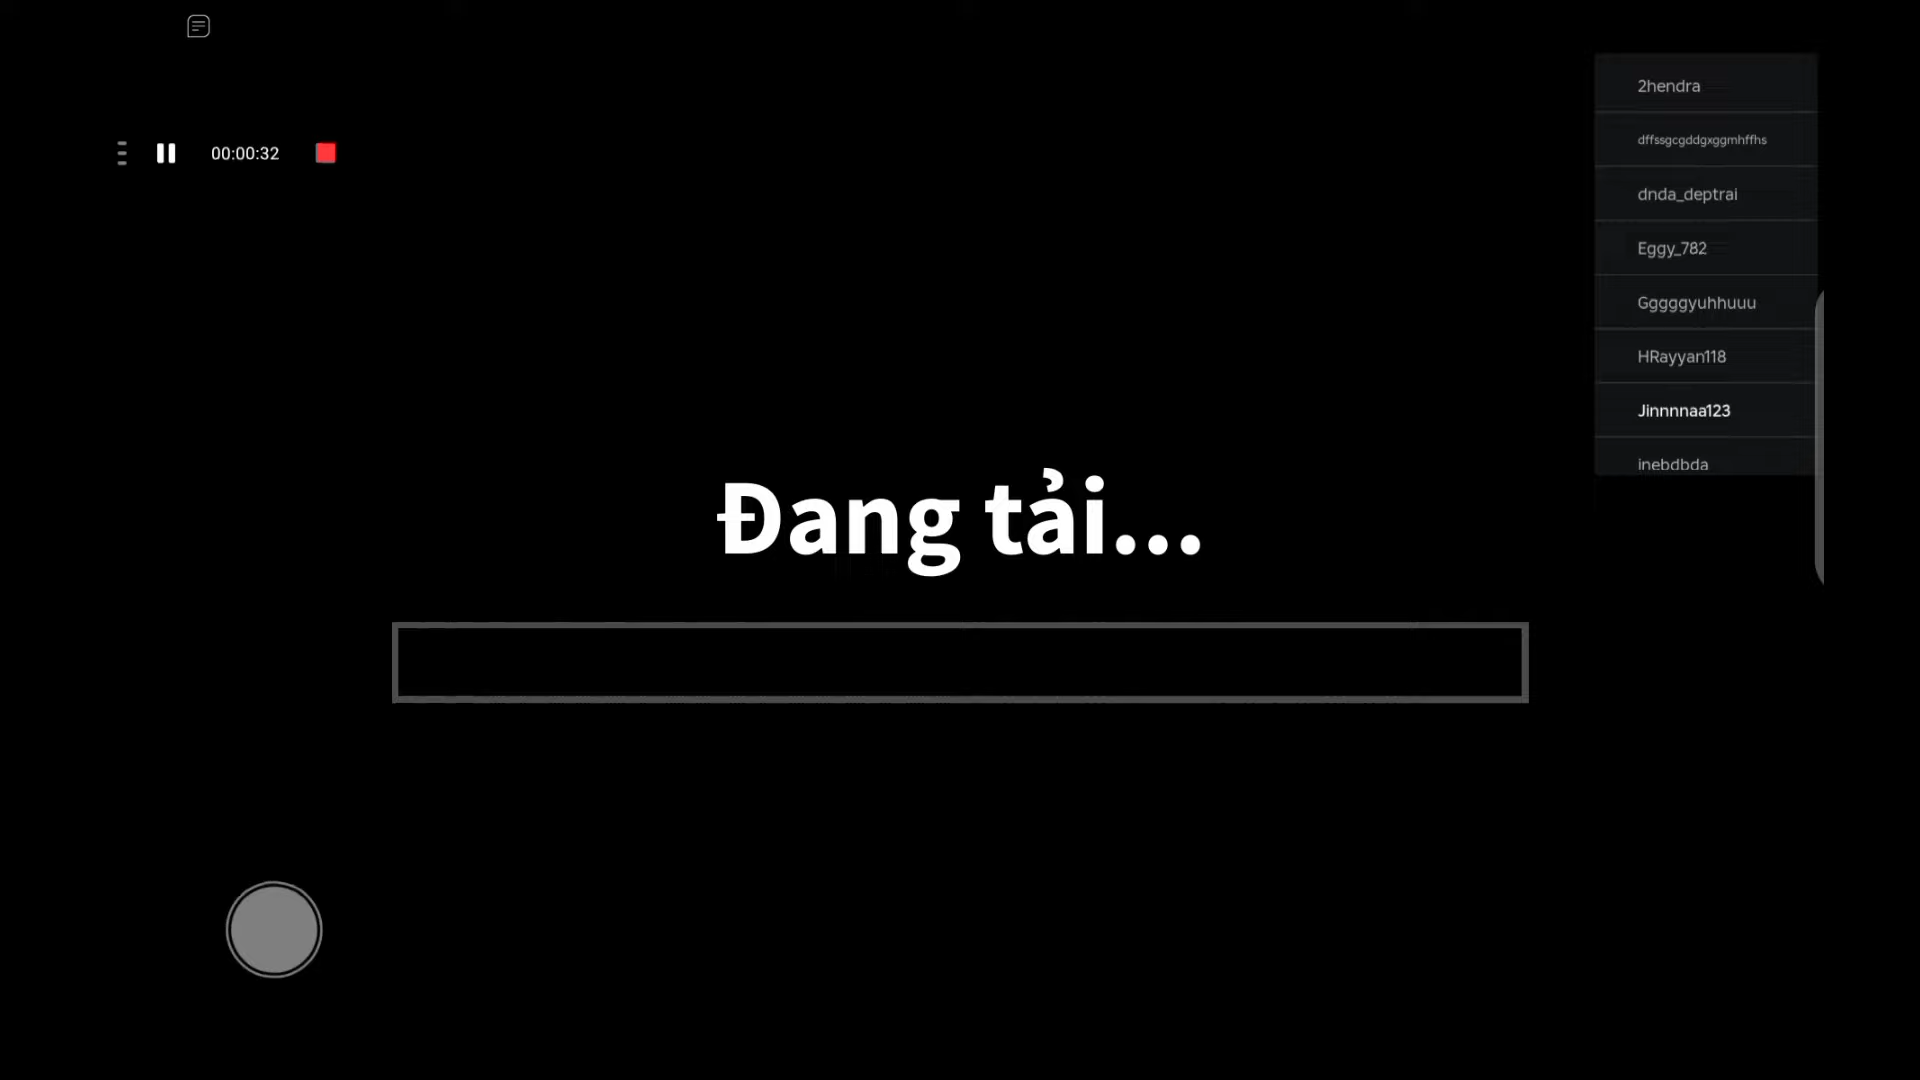 2hendra
dffssgcgddgxggmhffhs
dnda_deptrai
00:00:32
Eggy_782
Gggggyuhhuuu
HRayyan118
Jinnnnaa123
inebdbda
Đang tải...